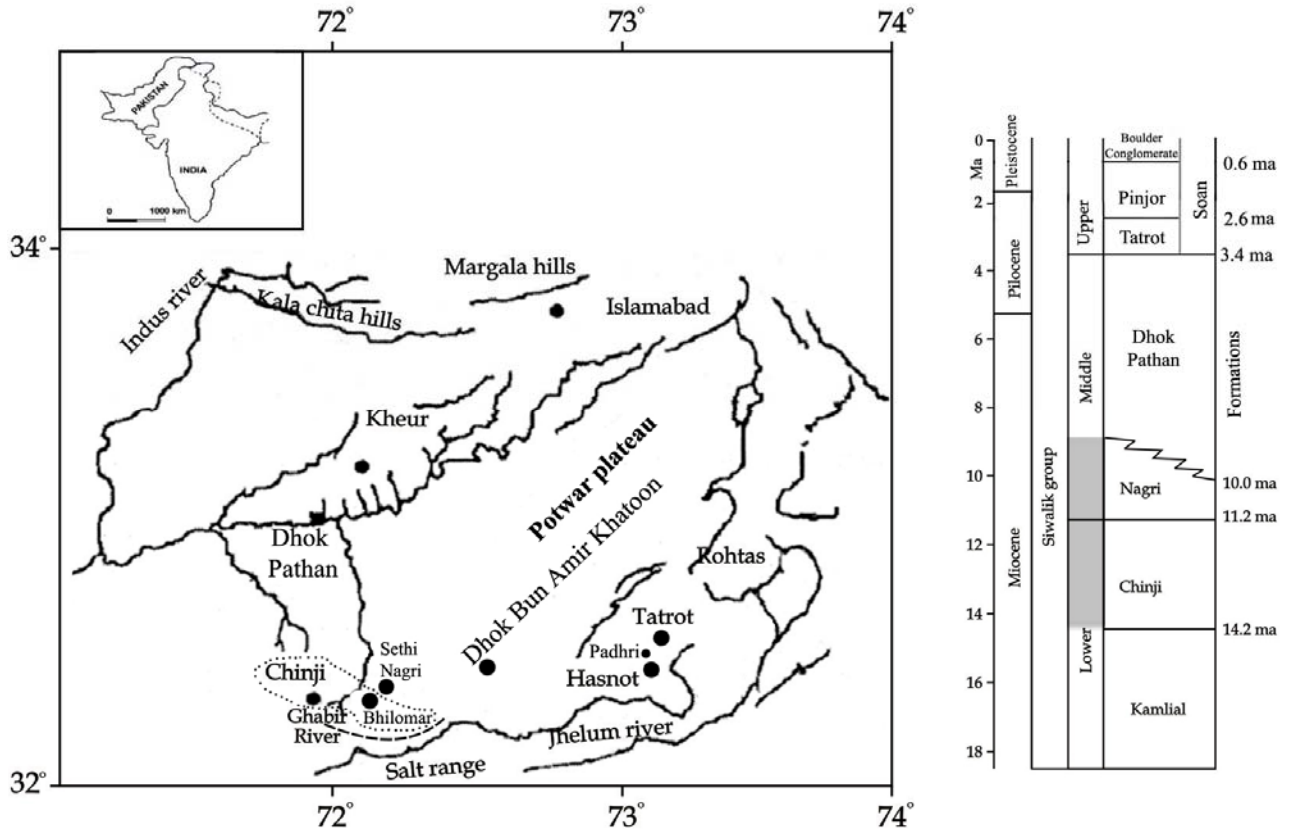 72°
73°
74°
PAKISTAN
INDIA
0
1000 km
34°
32°
Indus river
Kala chita hills
Margala hills
Islamabad
Kheur
Potwar plateau
Dhok Bun Amir Khatoon
Dhok
Pathan
Rohtas
Tatrot
Padhri
Hasnot
Sethi
Nagri
Chinji
Ghabir
River
Bhilomar
Jhelum river
Salt range
72°
73°
74°
0
Ma
2
4
6
8
10
12
14
16
18
Pleistocene
Pilocene
Miocene
Siwalik group
Upper
Middle
Lower
Boulder
Conglomerate
Pinjor
Tatrot
Soan
Dhok
Pathan
Nagri
Chinji
Kamlial
Formations
0.6 ma
2.6 ma
3.4 ma
10.0 ma
11.2 ma
14.2 ma